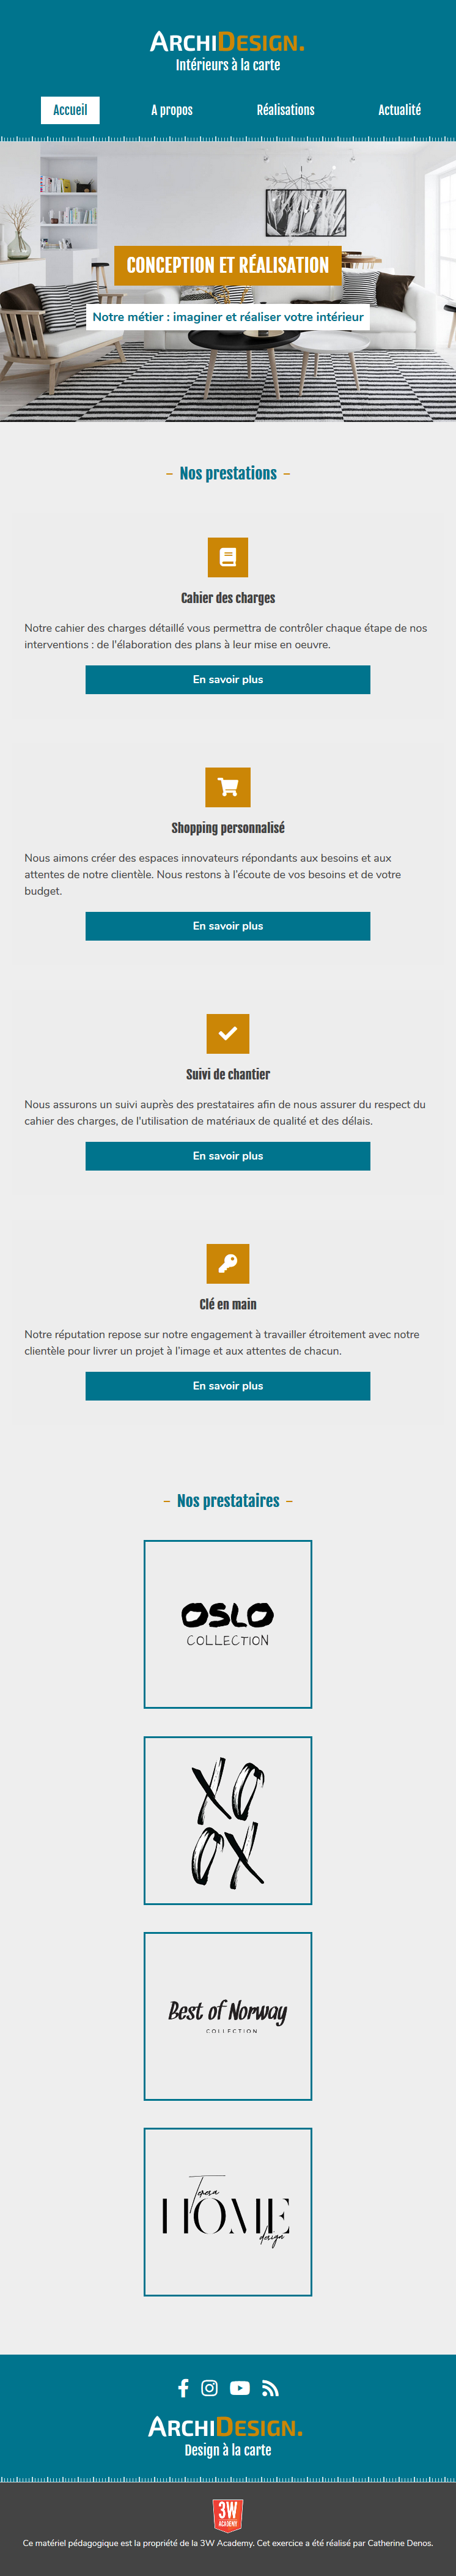 ARCHIDESIGN.
Intérieurs à la carte
Accueil
A propos
Réalisations
Actualité
CONCEPTION ET RÉALISATION
Notre métier : imaginer et réaliser votre intérieur
– Nos prestations –
Cahier des charges
Notre cahier des charges détaillé vous permettra de contrôler chaque étape de nos
interventions : de l'élaboration des plans à leur mise en oeuvre.
En savoir plus
Shopping personnalisé
Nous aimons créer des espaces innovateurs répondants aux besoins et aux
attentes de notre clientèle. Nous restons à l'écoute de vos besoins et de votre
budget.
En savoir plus
Suivi de chantier
Nous assurons un suivi auprès des prestataires afin de nous assurer du respect du
cahier des charges, de l'utilisation de matériaux de qualité et des délais.
En savoir plus
Clé en main
Notre réputation repose sur notre engagement à travailler étroitement avec notre
clientèle pour livrer un projet à l'image et aux attentes de chacun.
En savoir plus
– Nos prestataires –
OSLO
COLLECTION
XO
OX
Best of Norway
COLLECTION
Teresa
HOME
design
ARCHIDESIGN.
Design à la carte
3W
ACADEMY
Ce matériel pédagogique est la propriété de la 3W Academy. Cet exercice a été réalisé par Catherine Denos.